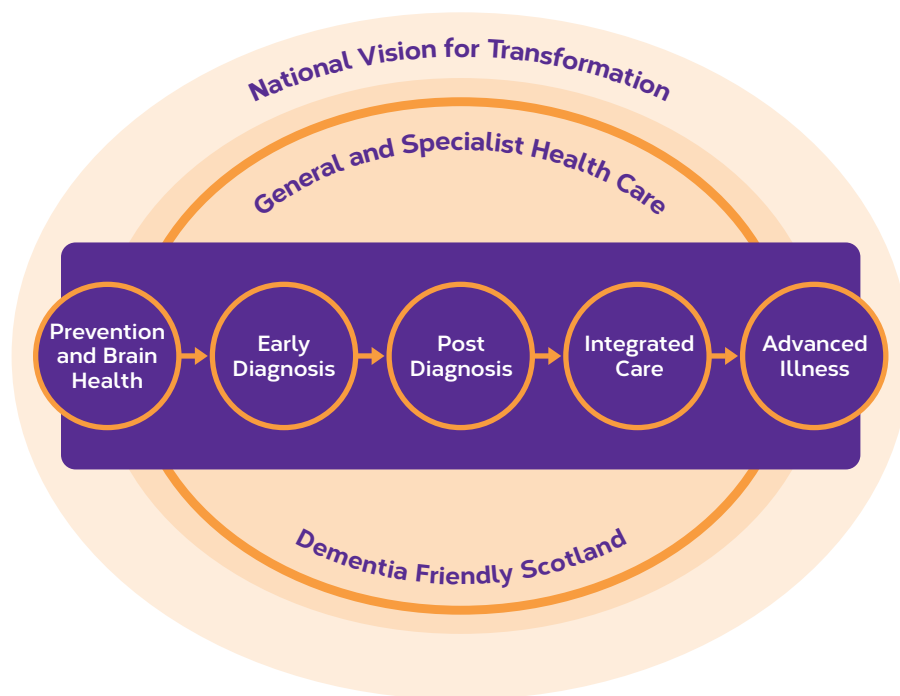 National Vision for Transformation
General and Specialist Health Care
Prevention
and Brain
Health
Early
Diagnosis
Post
Diagnosis
Integrated
Care
Advanced
Illness
Dementia Friendly Scotland